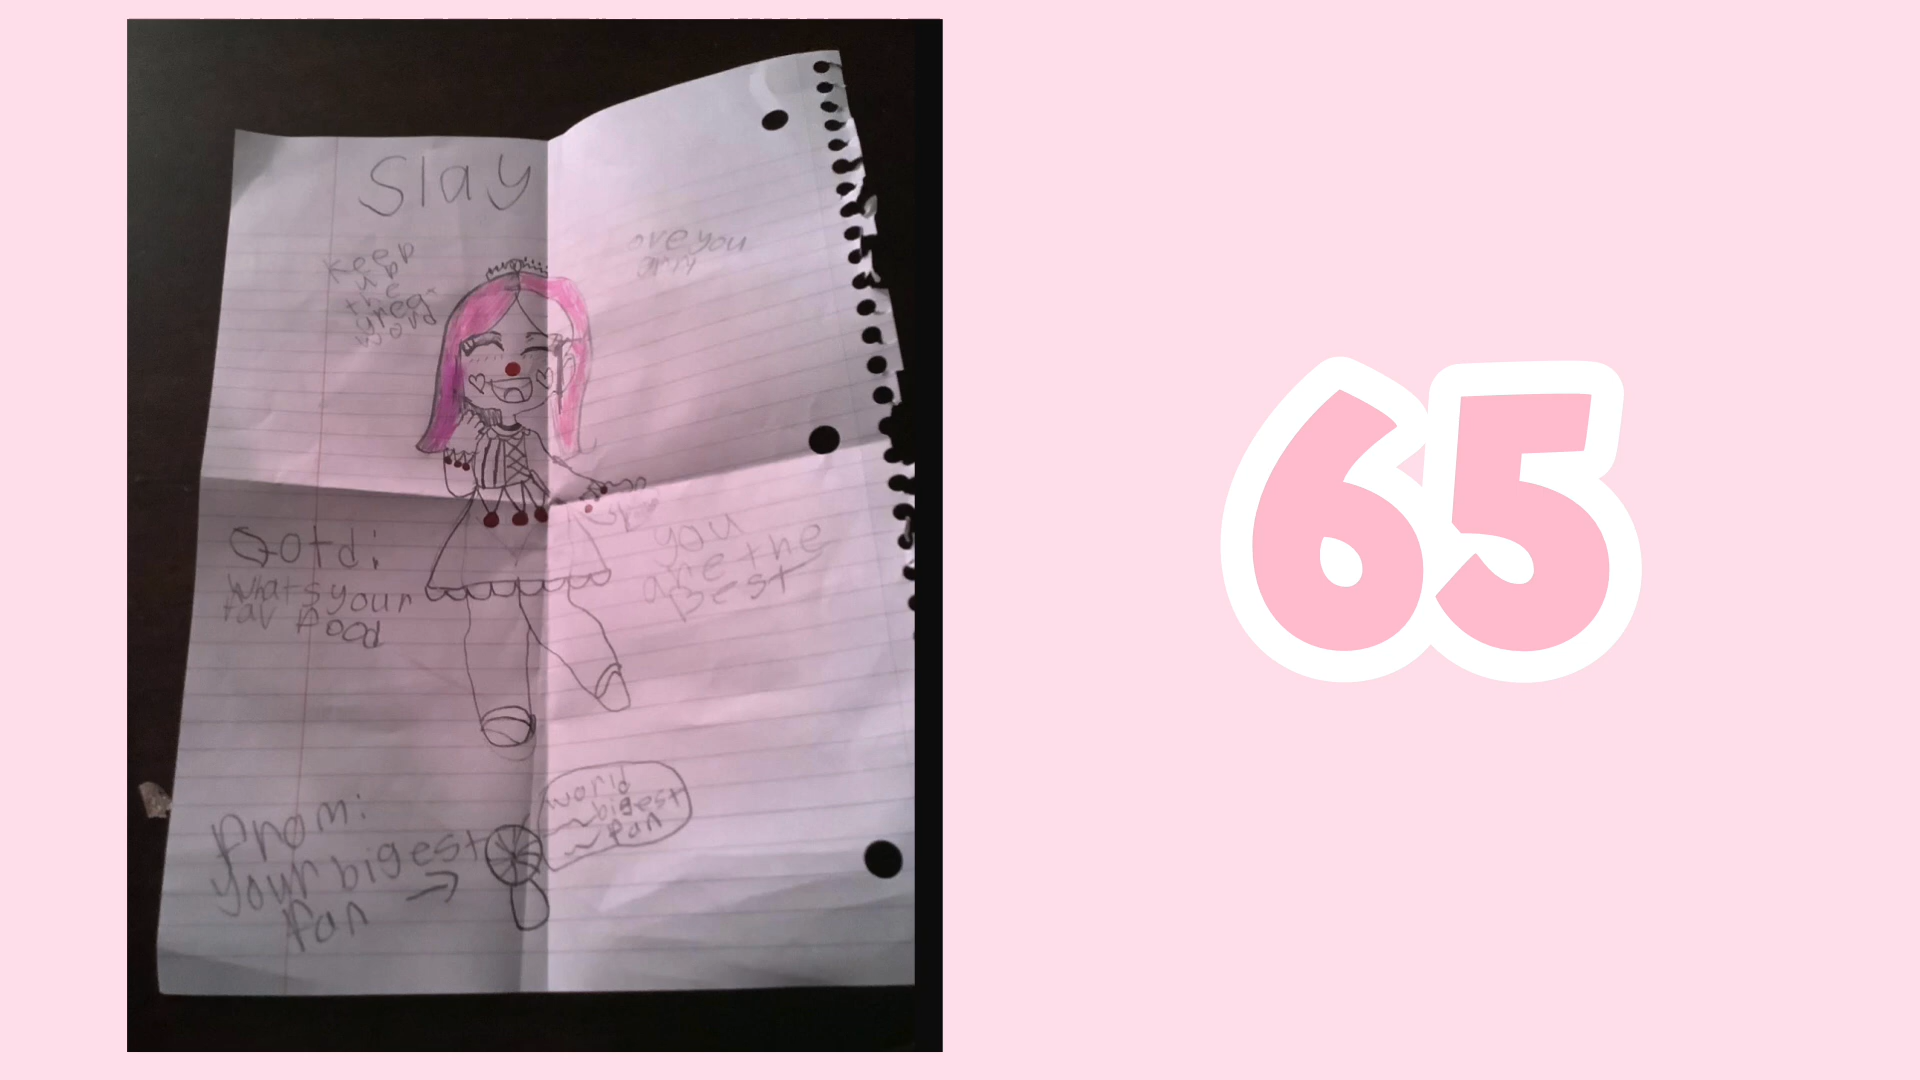 Slay
keep
up
the
great
word
ove you
Qotd:
whats your
fav food
you
are the
Best
From:
your bigest
fan
world
bigest
fan
65